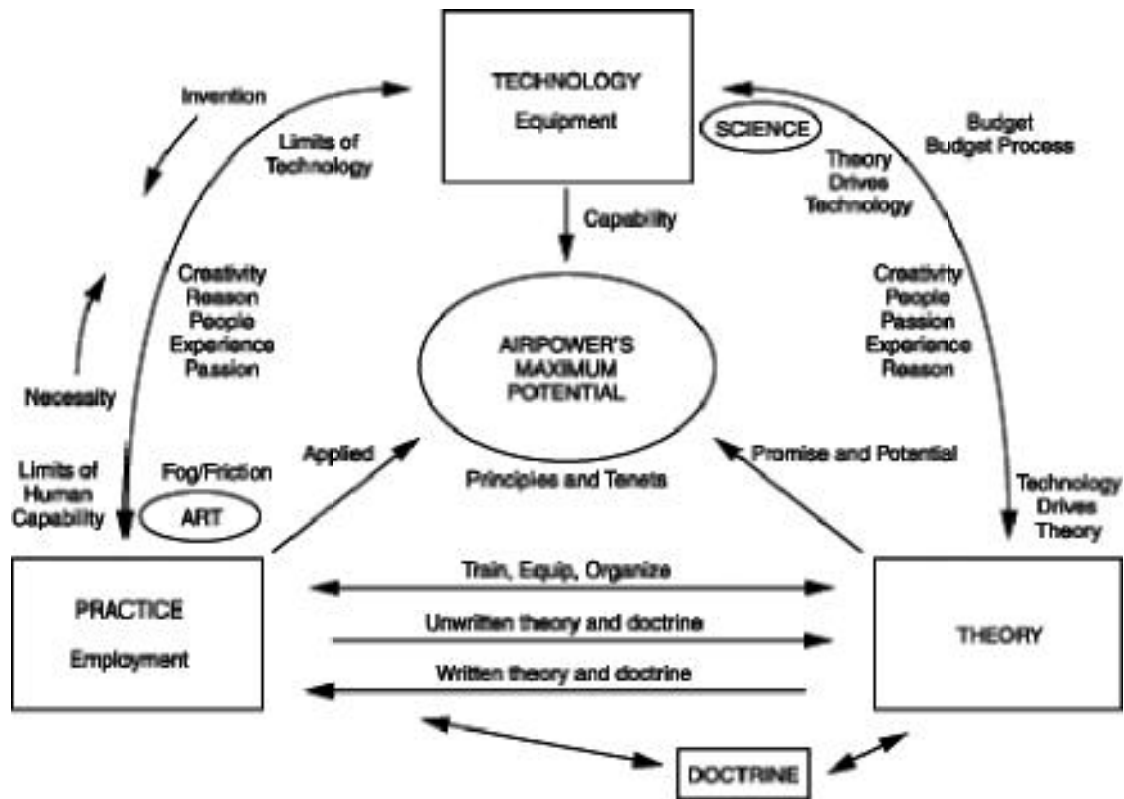 TECHNOLOGY
Equipment
Invention
Limits of
Technology
SCIENCE
Budget
Budget Process
Theory
Drives
Technology
Capability
Creativity
Reason
People
Experience
Passion
Creativity
People
Passion
Experience
Reason
AIRPOWER'S
MAXIMUM
POTENTIAL
Necessity
Applied
Promise and Potential
Principles and Tenets
Limits of
Human
Capability
Fog/Friction
ART
Technology
Drives
Theory
PRACTICE
Employment
Train, Equip, Organize
Unwritten theory and doctrine
Written theory and doctrine
THEORY
DOCTRINE